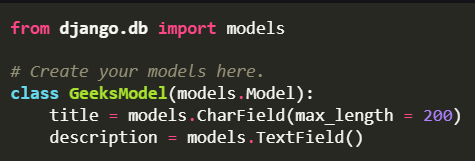 from django.db import models
# Create your models here.
class GeeksModel(models.Model):
    title = models.CharField(max_length = 200)
    description = models.TextField()